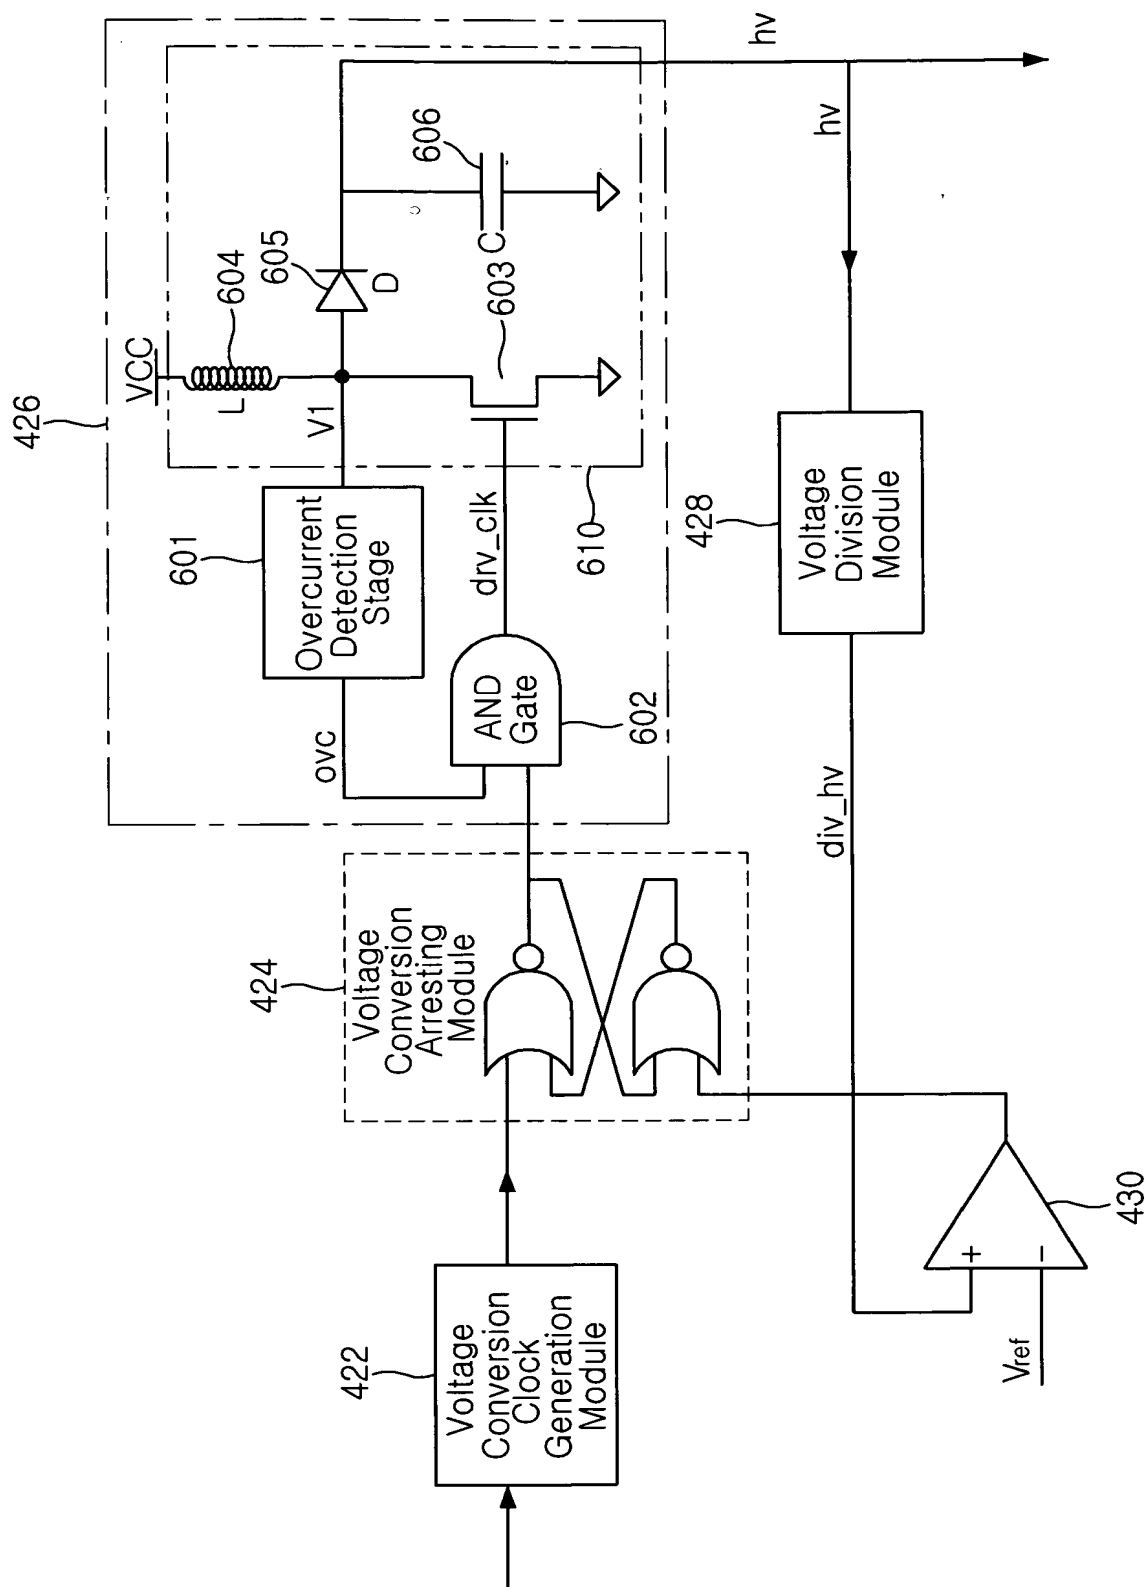 426
VCC
604
605
L
D
606
C
603
V1
hv
hv
601
Overcurrent
Detection
Stage
ovc
drv_clk
610
AND
Gate
602
428
Voltage
Division
Module
div_hv
424
Voltage
Conversion
Arresting
Module
422
Voltage
Conversion
Clock
Generation
Module
+
−
430
Vref